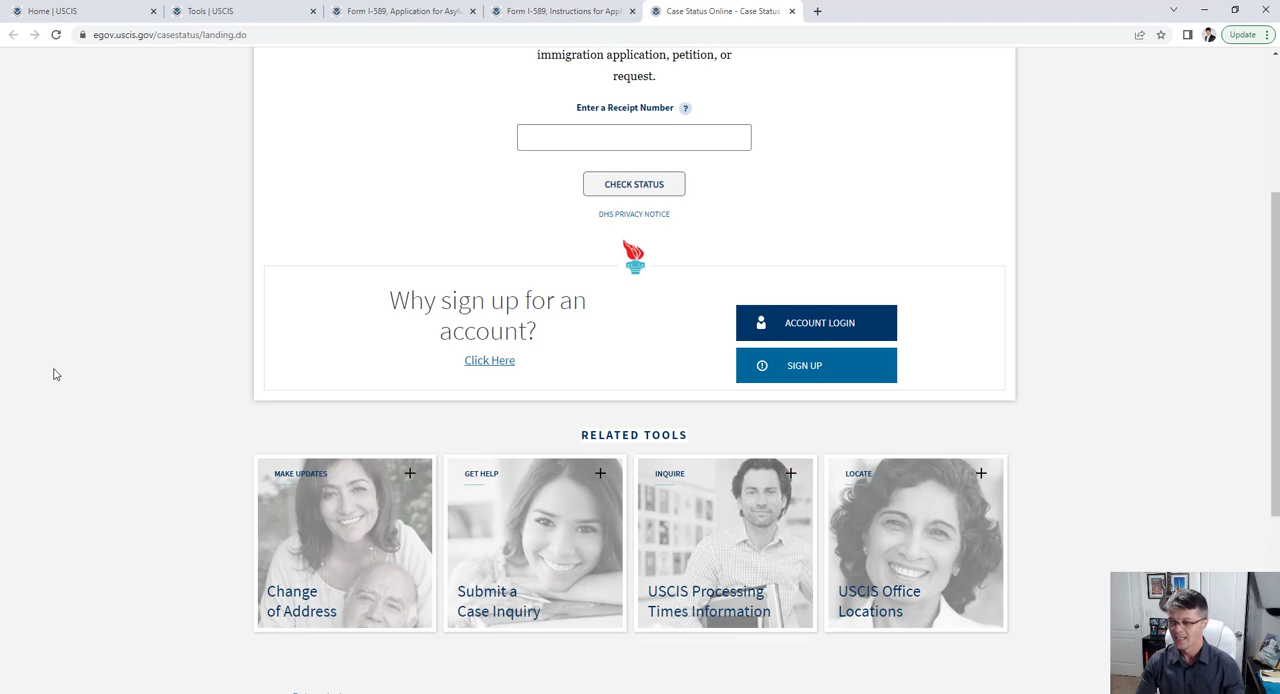 Home | USCIS
Tools | USCIS
Form I-589, Application for Asylu
Form I-589, Instructions for Appl
Case Status Online - Case Status
egov.uscis.gov/casestatus/landing.do
Update
immigration application, petition, or
request.
Enter a Receipt Number ?
CHECK STATUS
DHS PRIVACY NOTICE
Why sign up for an
account?
Click Here
ACCOUNT LOGIN
SIGN UP
RELATED TOOLS
MAKE UPDATES
Change
of Address
GET HELP
Submit a
Case Inquiry
INQUIRE
USCIS Processing
Times Information
LOCATE
USCIS Office
Locations